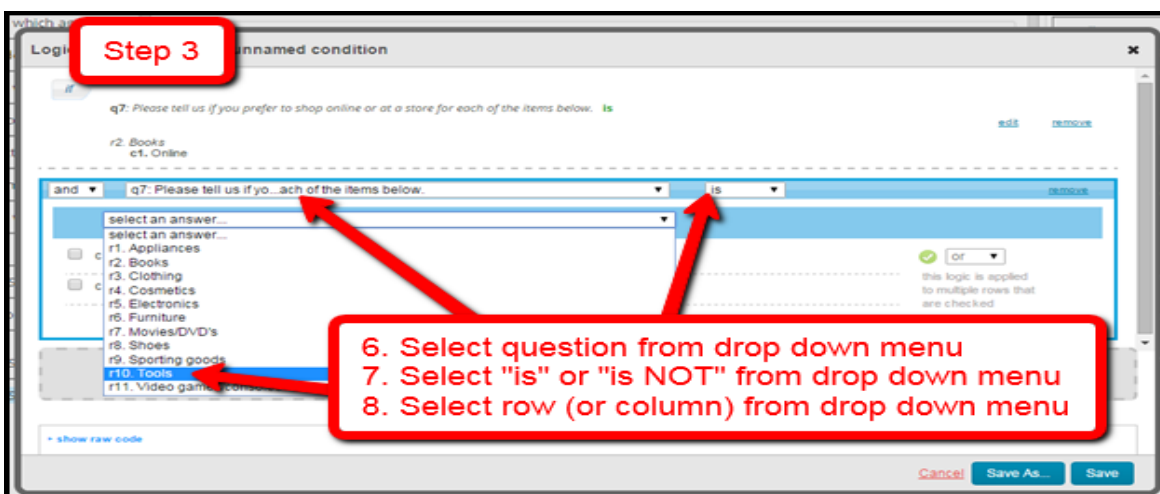 which a
Step 3
Logi unnamed condition ×
if
q7: Please tell us if you prefer to shop online or at a store for each of the items below. is
edit remove
r2. Books
c1. Online
and q7: Please tell us if yo...ach of the items below. is remove
select an answer...
select an answer...
r1. Appliances
r2. Books
r3. Clothing
r4. Cosmetics
r5. Electronics
r6. Furniture
r7. Movies/DVD's
r8. Shoes
r9. Sporting goods
r10. Tools
r11. Video game
c
c
or
this logic is applied
to multiple rows that
are checked
6. Select question from drop down menu
7. Select "is" or "is NOT" from drop down menu
8. Select row (or column) from drop down menu
+ show raw code
Cancel Save As... Save